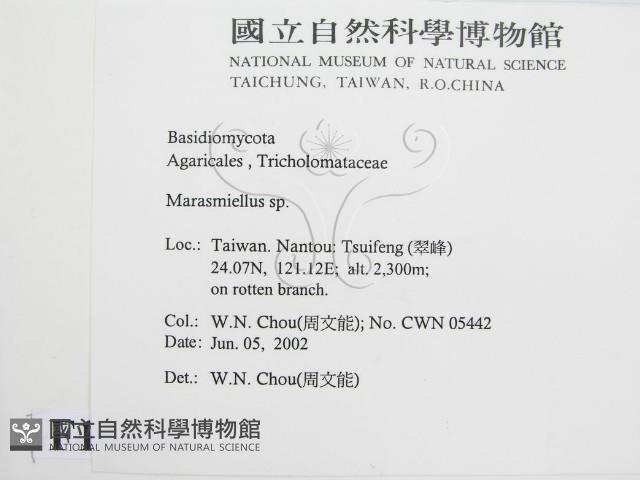 國立自然科學博物館
NATIONAL MUSEUM OF NATURAL SCIENCE
TAICHUNG, TAIWAN, R.O.CHINA
Basidiomycota
Agaricales , Tricholomataceae
Marasmiellus sp.
Loc.: Taiwan. Nantou: Tsuifeng (翠峰)
24.07N, 121.12E; alt. 2,300m;
on rotten branch.
Col.: W.N. Chou(周文能); No. CWN 05442
Date: Jun. 05, 2002
Det.: W.N. Chou(周文能)
國立自然科學博物館
NATIONAL MUSEUM OF NATURAL SCIENCE